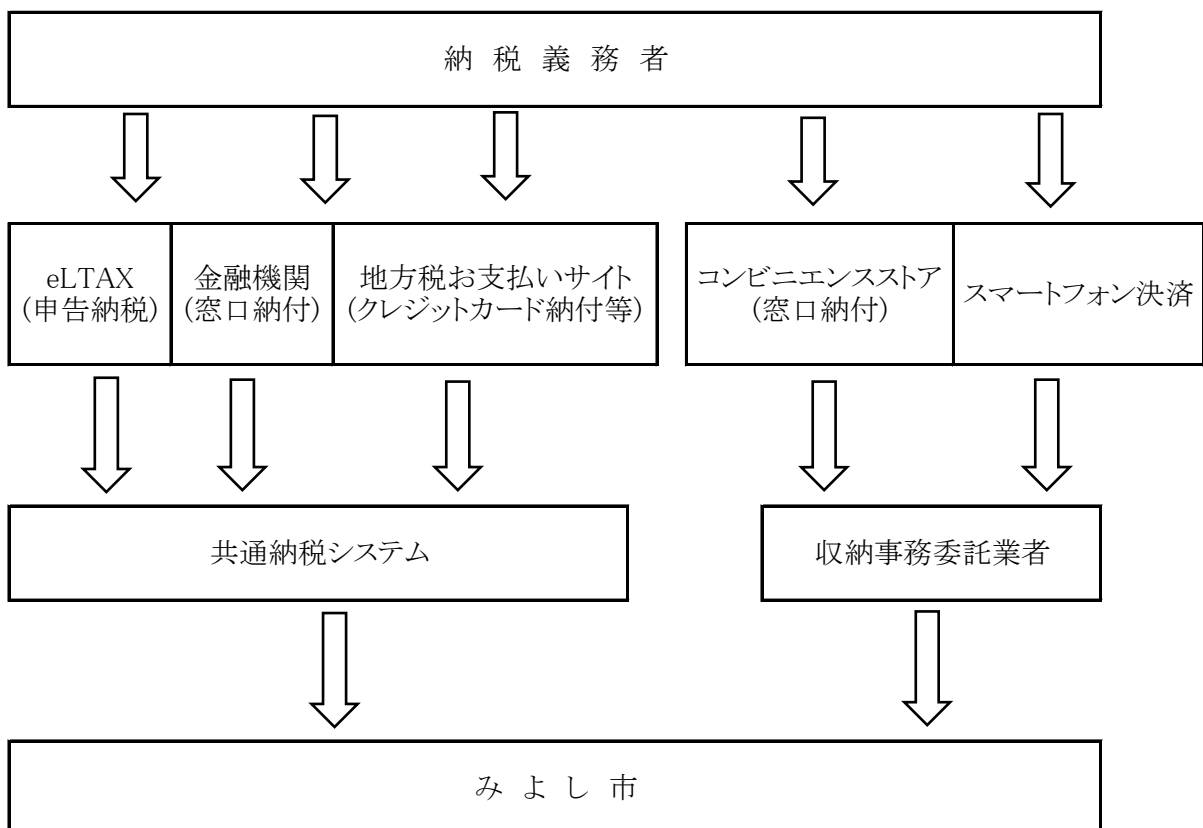 納税義務者
eLTAX
(申告納税)
金融機関
(窓口納付)
地方税お支払いサイト
(クレジットカード納付等)
コンビニエンスストア
(窓口納付)
スマートフォン決済
共通納税システム
収納事務委託業者
みよし市